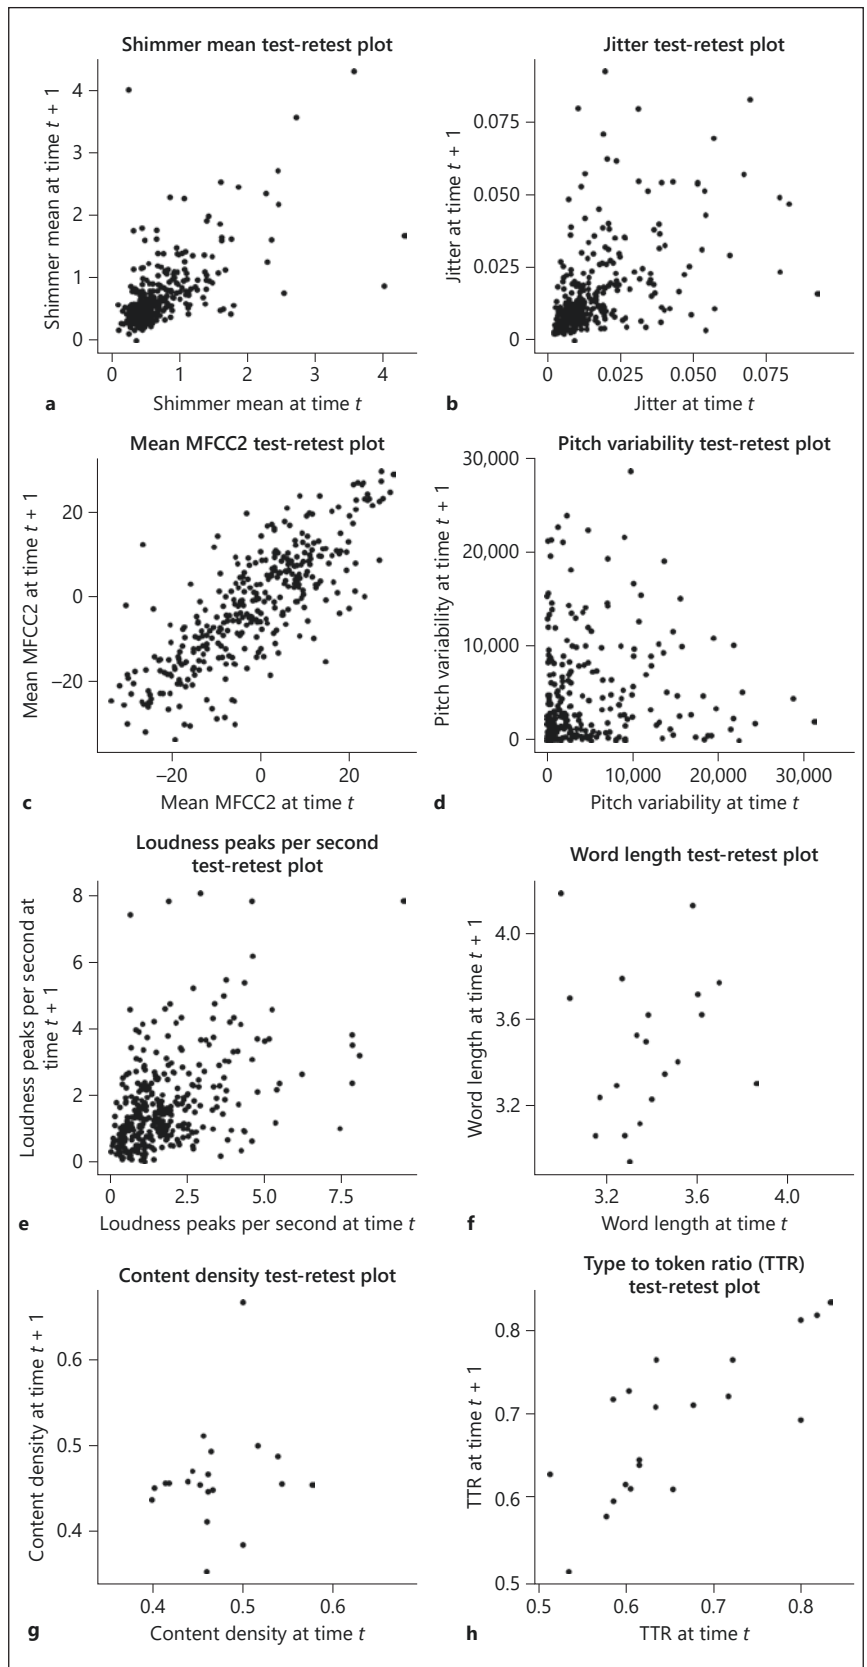 Shimmer mean test-retest plot
Shimmer mean at time t + 1
4
3
2
1
0
0 1 2 3 4
a
Shimmer mean at time t
Jitter test-retest plot
Jitter at time t + 1
0.075
0.050
0.025
0
0 0.025 0.050 0.075
b
Jitter at time t
Mean MFCC2 test-retest plot
Mean MFCC2 at time t + 1
20
0
–20
–20 0 20
c
Mean MFCC2 at time t
Pitch variability test-retest plot
Pitch variability at time t + 1
30,000
20,000
10,000
0
0 10,000 20,000 30,000
d
Pitch variability at time t
Loudness peaks per second
test-retest plot
Loudness peaks per second at
time t + 1
8
6
4
2
0
0 2.5 5.0 7.5
e
Loudness peaks per second at time t
Word length test-retest plot
Word length at time t + 1
4.0
3.6
3.2
3.2 3.6 4.0
f
Word length at time t
Content density test-retest plot
Content density at time t + 1
0.6
0.5
0.4
0.4 0.5 0.6
g
Content density at time t
Type to token ratio (TTR)
test-retest plot
TTR at time t + 1
0.8
0.7
0.6
0.5
0.5 0.6 0.7 0.8
h
TTR at time t